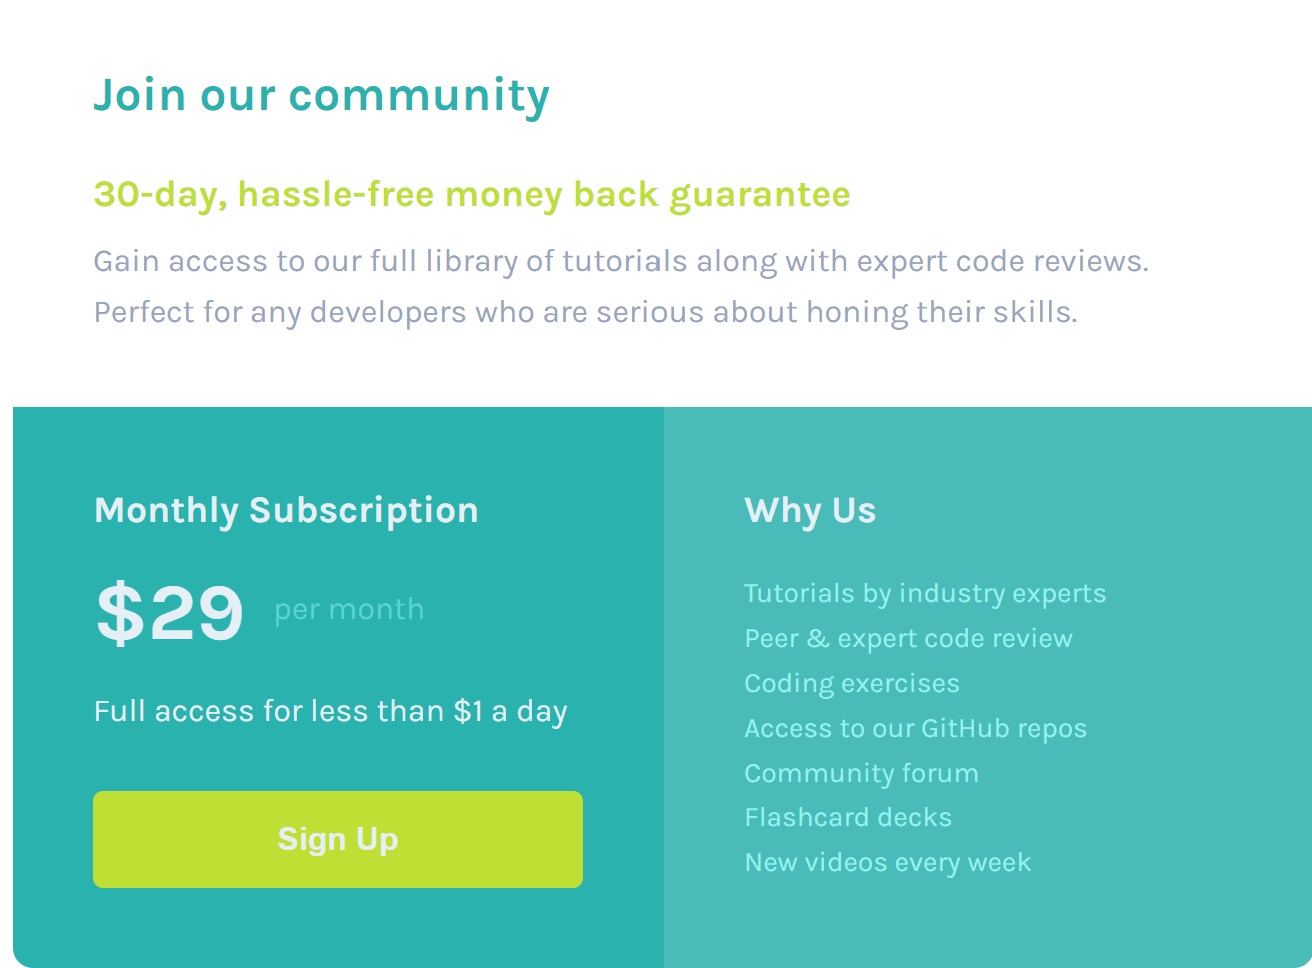 Join our community
30-day, hassle-free money back guarantee
Gain access to our full library of tutorials along with expert code reviews.
Perfect for any developers who are serious about honing their skills.
Monthly Subscription
$29 per month
Full access for less than $1 a day
Sign Up
Why Us
Tutorials by industry experts
Peer & expert code review
Coding exercises
Access to our GitHub repos
Community forum
Flashcard decks
New videos every week